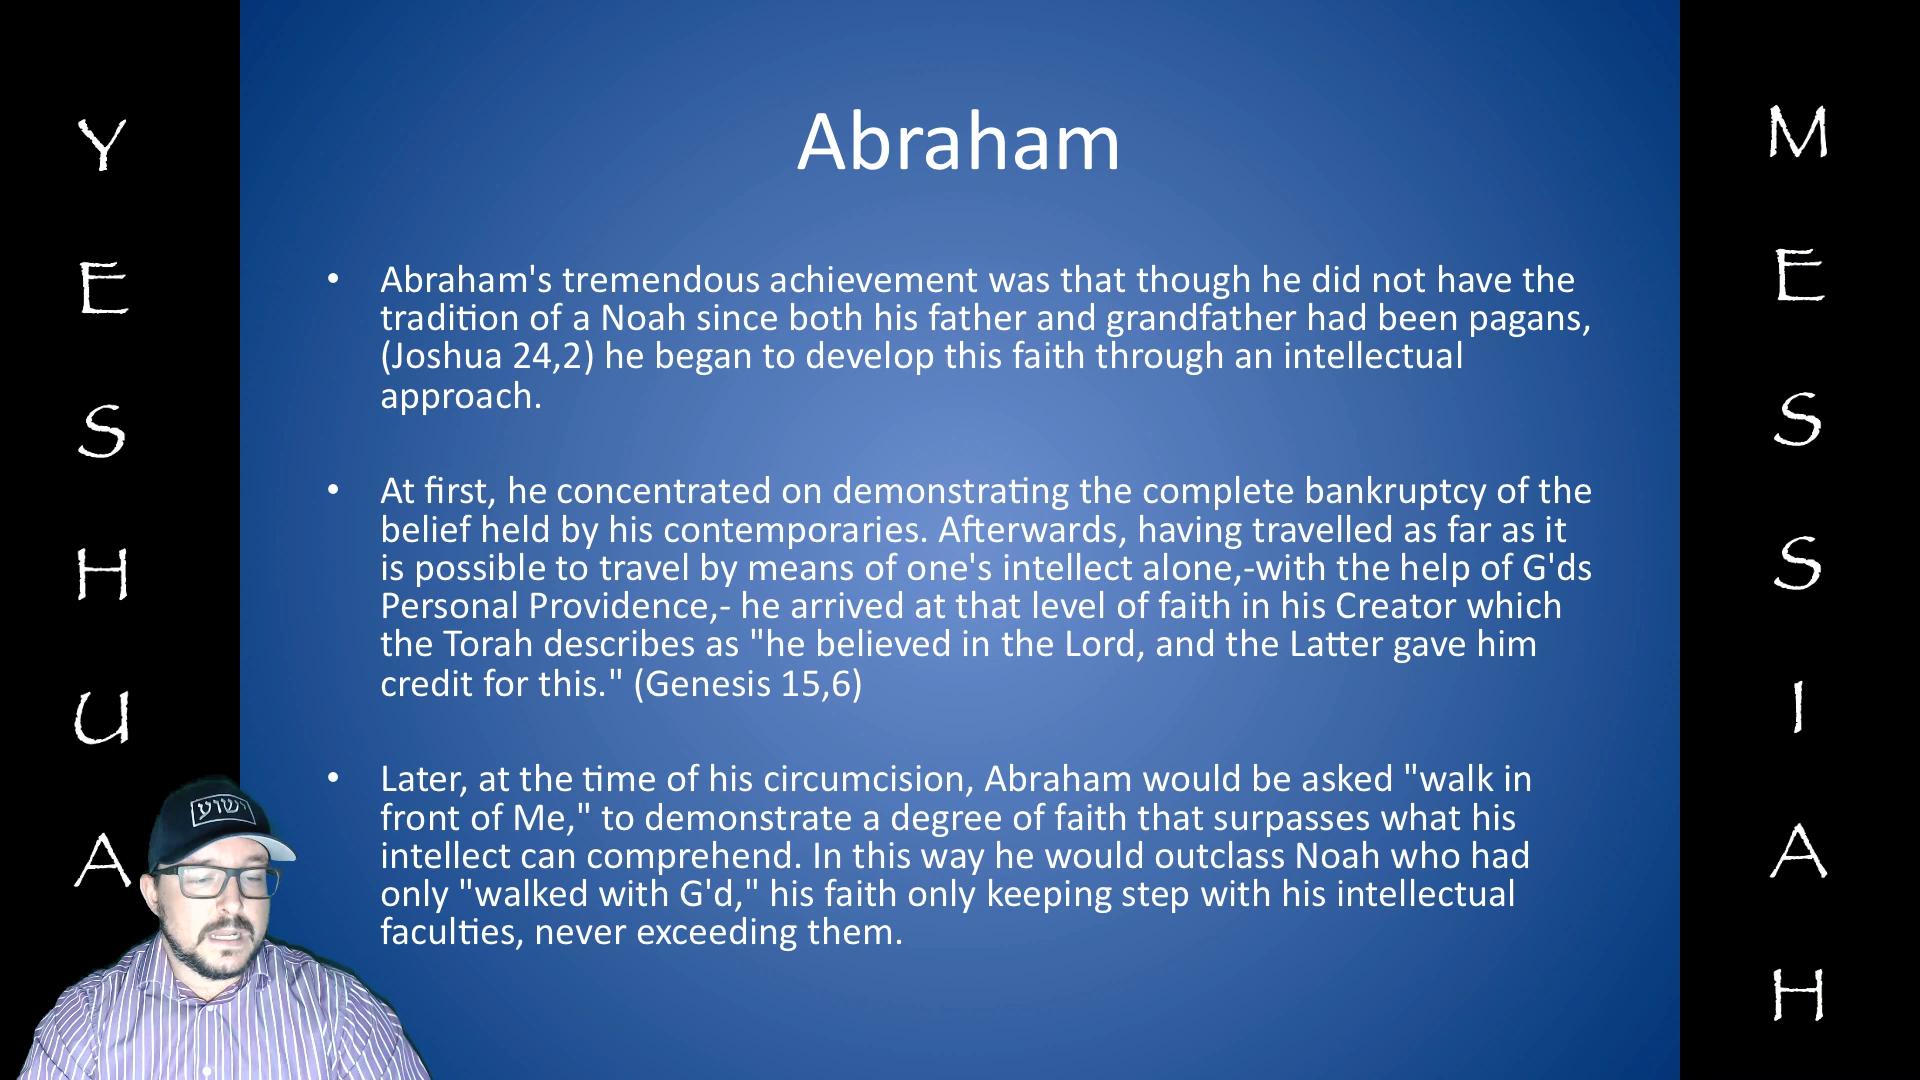 Abraham
• Abraham's tremendous achievement was that though he did not have the
tradition of a Noah since both his father and grandfather had been pagans,
(Joshua 24,2) he began to develop this faith through an intellectual
approach.
• At first, he concentrated on demonstrating the complete bankruptcy of the
belief held by his contemporaries. Afterwards, having travelled as far as it
is possible to travel by means of one's intellect alone,-with the help of G'ds
Personal Providence,- he arrived at that level of faith in his Creator which
the Torah describes as "he believed in the Lord, and the Latter gave him
credit for this." (Genesis 15,6)
• Later, at the time of his circumcision, Abraham would be asked "walk in
front of Me," to demonstrate a degree of faith that surpasses what his
intellect can comprehend. In this way he would outclass Noah who had
only "walked with G'd," his faith only keeping step with his intellectual
faculties, never exceeding them.
Y
E
S
H
U
A
M
E
S
S
I
A
H
ישוע